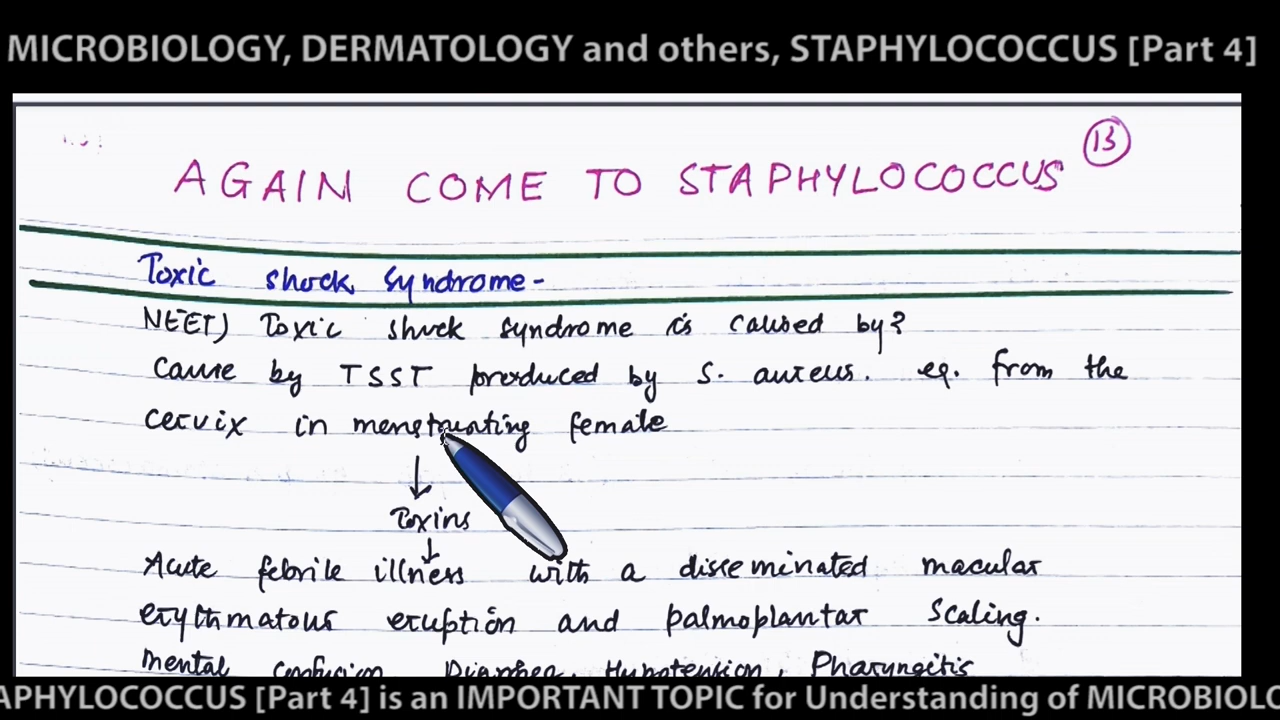 MICROBIOLOGY, DERMATOLOGY and others, STAPHYLOCOCCUS [Part 4]
13
AGAIN COME TO STAPHYLOCOCCUS
Toxic shock syndrome -
NEET) Toxic shock syndrome is caused by?
Cause by TSST produced by S. aureus. eg. from the
cervix in menstruating female
↓
Toxins
↓
Acute febrile illness with a disseminated macular
erythmatous eruption and palmoplantar scaling.
mental confusion Diarrhea, Hypotension, Pharyngitis
APHYLOCOCCUS [Part 4] is an IMPORTANT TOPIC for Understanding of MICROBIOLO